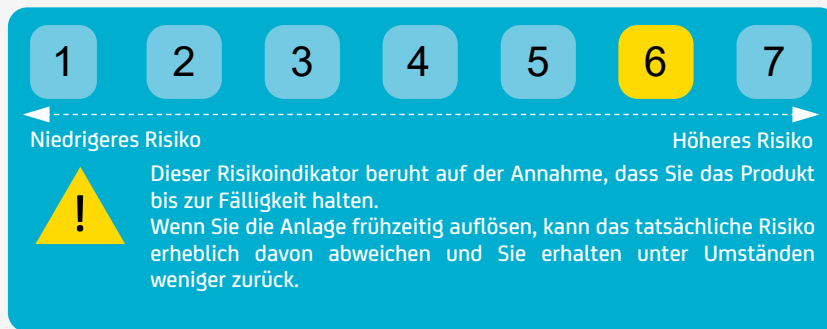 1 2 3 4 5 6 7
Niedrigeres Risiko Höheres Risiko
!
Dieser Risikoindikator beruht auf der Annahme, dass Sie das Produkt
bis zur Fälligkeit halten.
Wenn Sie die Anlage frühzeitig auflösen, kann das tatsächliche Risiko
erheblich davon abweichen und Sie erhalten unter Umständen
weniger zurück.